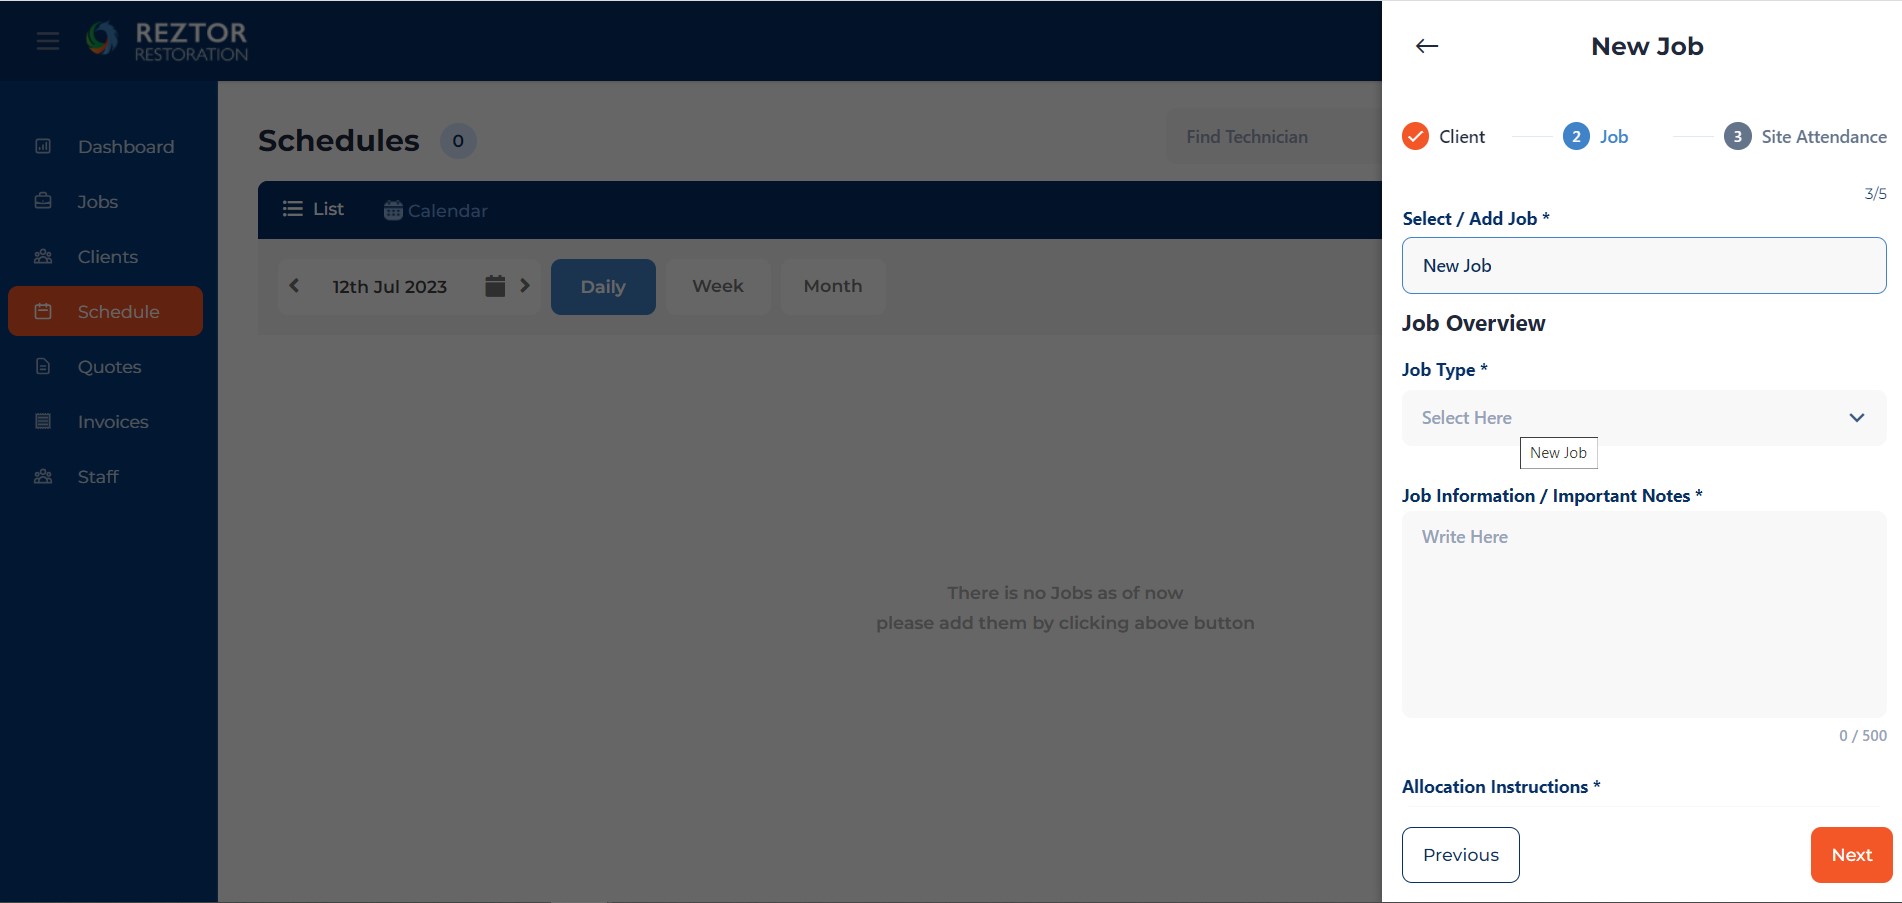 REZTOR
RESTORATION
Dashboard
Jobs
Clients
Schedule
Quotes
Invoices
Staff
Schedules 0
Find Technician
List Calendar
12th Jul 2023 Daily Week Month
There is no Jobs as of now
please add them by clicking above button
New Job
Client 2 Job 3 Site Attendance
3/5
Select / Add Job *
New Job
Job Overview
Job Type *
Select Here
New Job
Job Information / Important Notes *
Write Here
0 / 500
Allocation Instructions *
Previous Next